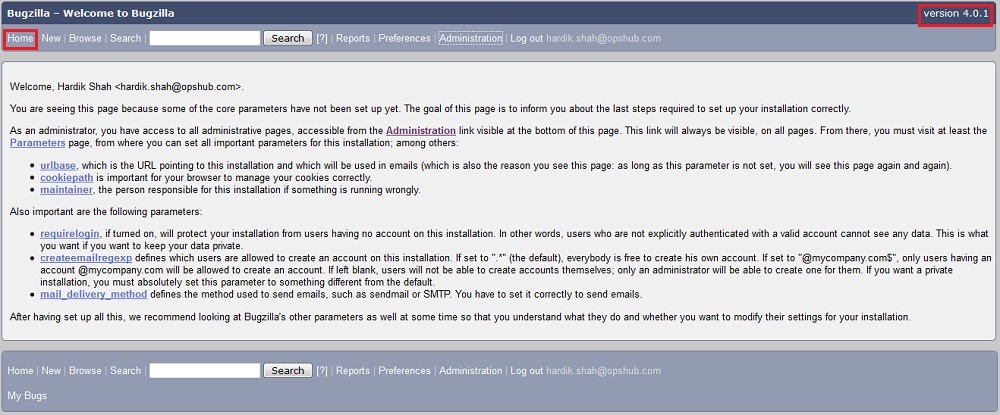 Bugzilla – Welcome to Bugzilla
version 4.0.1
Home | New | Browse | Search | Search [?] | Reports | Preferences | Administration | Log out hardik.shah@opshub.com
Welcome, Hardik Shah <hardik.shah@opshub.com>.
You are seeing this page because some of the core parameters have not been set up yet. The goal of this page is to inform you about the last steps required to set up your installation correctly.
As an administrator, you have access to all administrative pages, accessible from the Administration link visible at the bottom of this page. This link will always be visible, on all pages. From there, you must visit at least the
Parameters page, from where you can set all important parameters for this installation; among others:
• urlbase, which is the URL pointing to this installation and which will be used in emails (which is also the reason you see this page: as long as this parameter is not set, you will see this page again and again).
• cookiepath is important for your browser to manage your cookies correctly.
• maintainer, the person responsible for this installation if something is running wrongly.
Also important are the following parameters:
• requirelogin, if turned on, will protect your installation from users having no account on this installation. In other words, users who are not explicitly authenticated with a valid account cannot see any data. This is what
you want if you want to keep your data private.
• createemailregexp defines which users are allowed to create an account on this installation. If set to ".*" (the default), everybody is free to create his own account. If set to "@mycompany.com$", only users having an
account @mycompany.com will be allowed to create an account. If left blank, users will not be able to create accounts themselves; only an administrator will be able to create one for them. If you want a private
installation, you must absolutely set this parameter to something different from the default.
• mail_delivery_method defines the method used to send emails, such as sendmail or SMTP. You have to set it correctly to send emails.
After having set up all this, we recommend looking at Bugzilla's other parameters as well at some time so that you understand what they do and whether you want to modify their settings for your installation.
Home | New | Browse | Search | Search [?] | Reports | Preferences | Administration | Log out hardik.shah@opshub.com
My Bugs